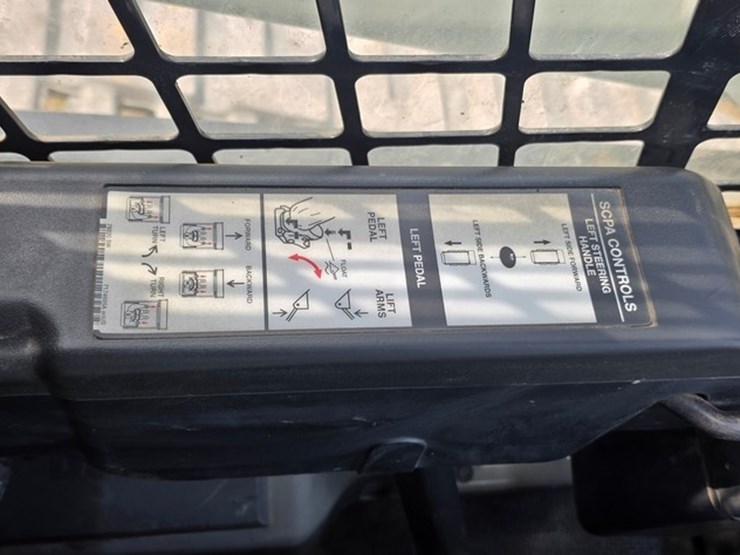 SCPA CONTROLS
LEFT STEERING
HANDLE
LEFT SIDE FORWARD
LEFT SIDE BACKWARDS
LEFT PEDAL
LEFT
PEDAL
LIFT
ARMS
FLOAT
FORWARD
BACKWARD
LEFT
TURN
RIGHT
TURN